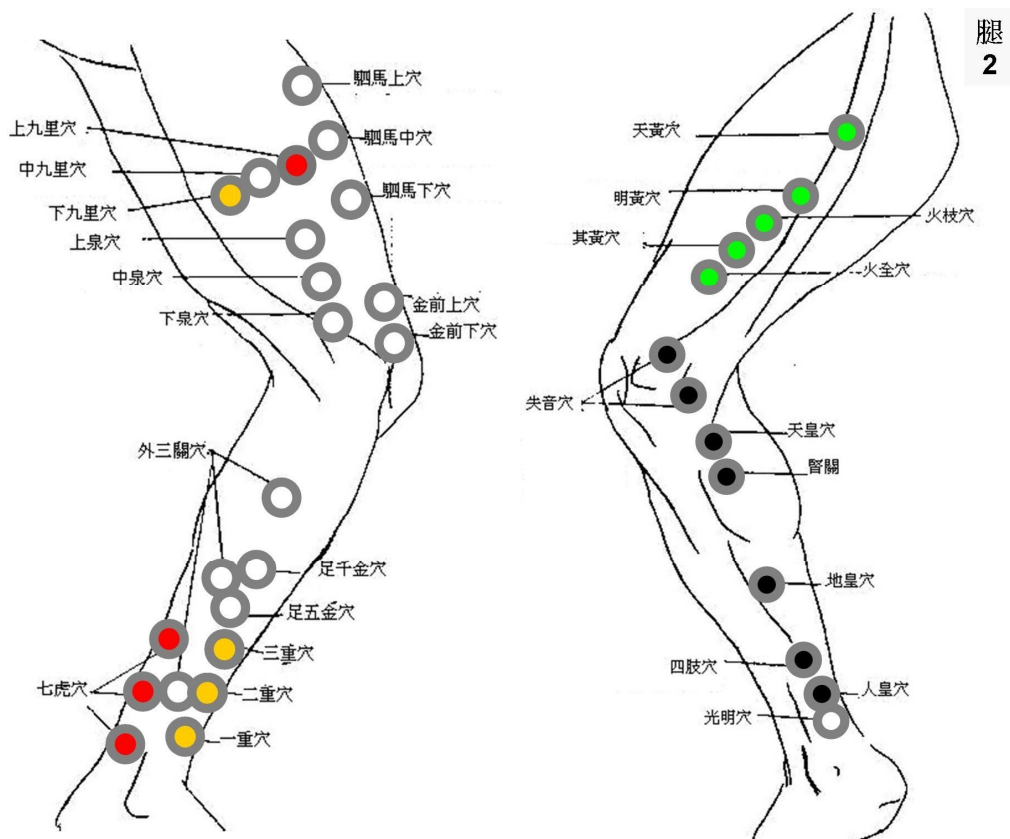 腿
2
駟馬上穴
上九里穴
駟馬中穴
中九里穴
駟馬下穴
下九里穴
上泉穴
中泉穴
金前上穴
下泉穴
金前下穴
外三關穴
足千金穴
足五金穴
三重穴
七虎穴
二重穴
一重穴
天黃穴
明黃穴
火枝穴
其黃穴
火全穴
失音穴
天皇穴
腎關
地皇穴
四肢穴
人皇穴
光明穴